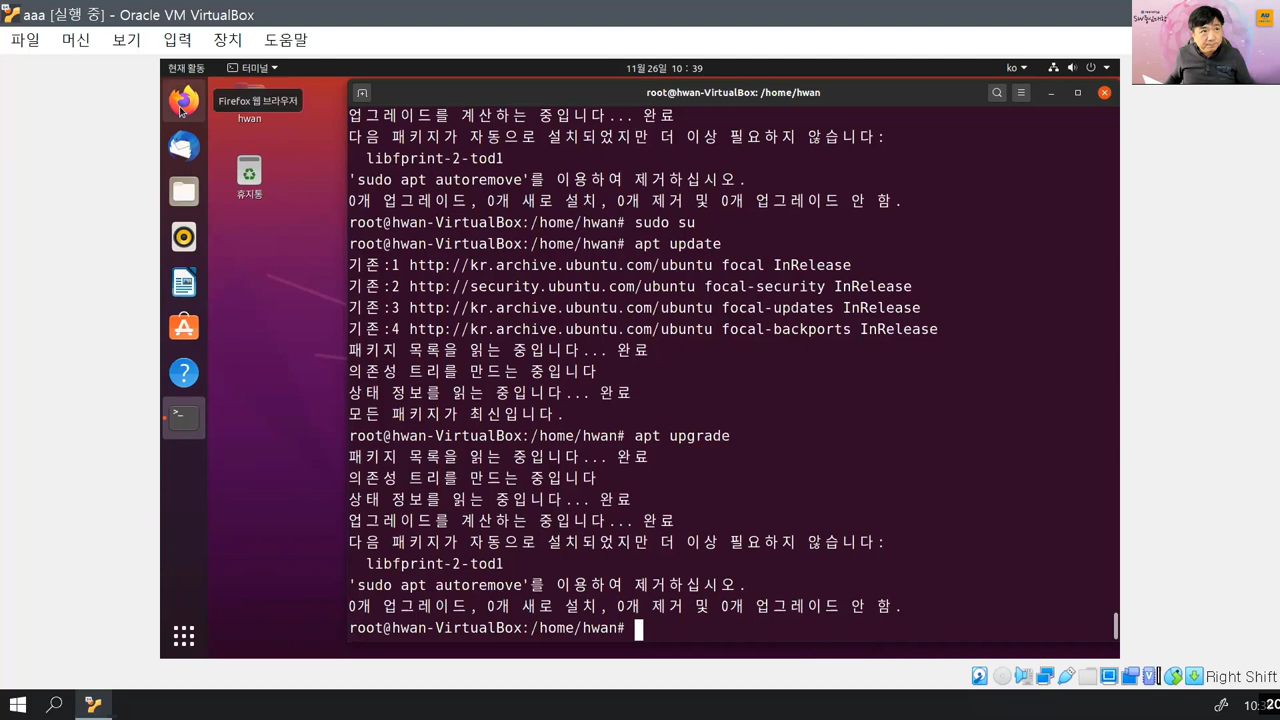 aaa [실행 중] - Oracle VM VirtualBox
파일 머신 보기 입력 장치 도움말
SW중심대학
AU
현재 활동 터미널 11월 26일 10 : 39 ko
root@hwan-VirtualBox: /home/hwan
Firefox 웹 브라우저
hwan
휴지통
업그레이드를 계산하는 중입니다... 완료
다음 패키지가 자동으로 설치되었지만 더 이상 필요하지 않습니다:
libfprint-2-tod1
'sudo apt autoremove'를 이용하여 제거하십시오.
0개 업그레이드, 0개 새로 설치, 0개 제거 및 0개 업그레이드 안 함.
root@hwan-VirtualBox:/home/hwan# sudo su
root@hwan-VirtualBox:/home/hwan# apt update
기존:1 http://kr.archive.ubuntu.com/ubuntu focal InRelease
기존:2 http://security.ubuntu.com/ubuntu focal-security InRelease
기존:3 http://kr.archive.ubuntu.com/ubuntu focal-updates InRelease
기존:4 http://kr.archive.ubuntu.com/ubuntu focal-backports InRelease
패키지 목록을 읽는 중입니다... 완료
의존성 트리를 만드는 중입니다
상태 정보를 읽는 중입니다... 완료
모든 패키지가 최신입니다.
root@hwan-VirtualBox:/home/hwan# apt upgrade
패키지 목록을 읽는 중입니다... 완료
의존성 트리를 만드는 중입니다
상태 정보를 읽는 중입니다... 완료
업그레이드를 계산하는 중입니다... 완료
다음 패키지가 자동으로 설치되었지만 더 이상 필요하지 않습니다:
libfprint-2-tod1
'sudo apt autoremove'를 이용하여 제거하십시오.
0개 업그레이드, 0개 새로 설치, 0개 제거 및 0개 업그레이드 안 함.
root@hwan-VirtualBox:/home/hwan#
Right Shift